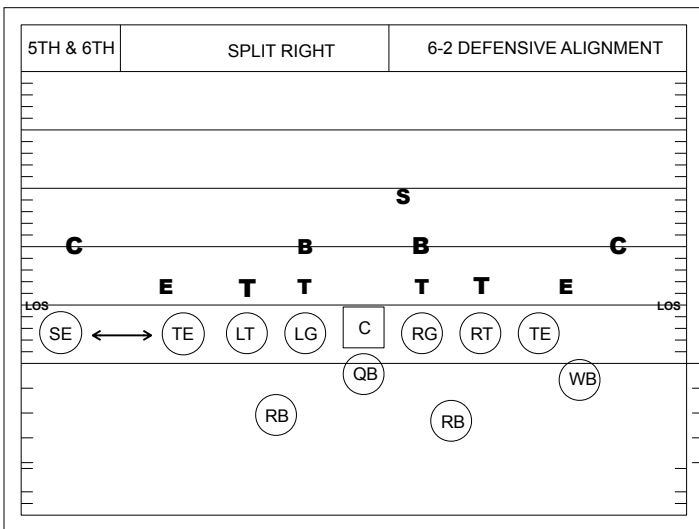 5TH & 6TH SPLIT RIGHT 6-2 DEFENSIVE ALIGNMENT
S
C B B C
E T T T T E
LOS LOS
SE TE LT LG C RG RT TE
QB WB
RB RB